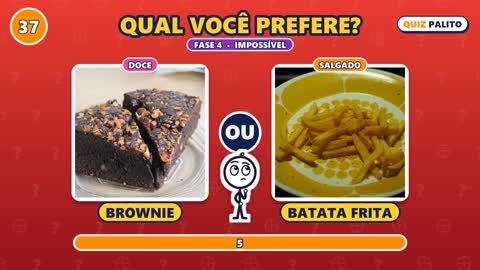 37
QUAL VOCÊ PREFERE?
QUIZ PALITO
FASE 4 • IMPOSSÍVEL
DOCE
SALGADO
OU
BROWNIE
BATATA FRITA
5